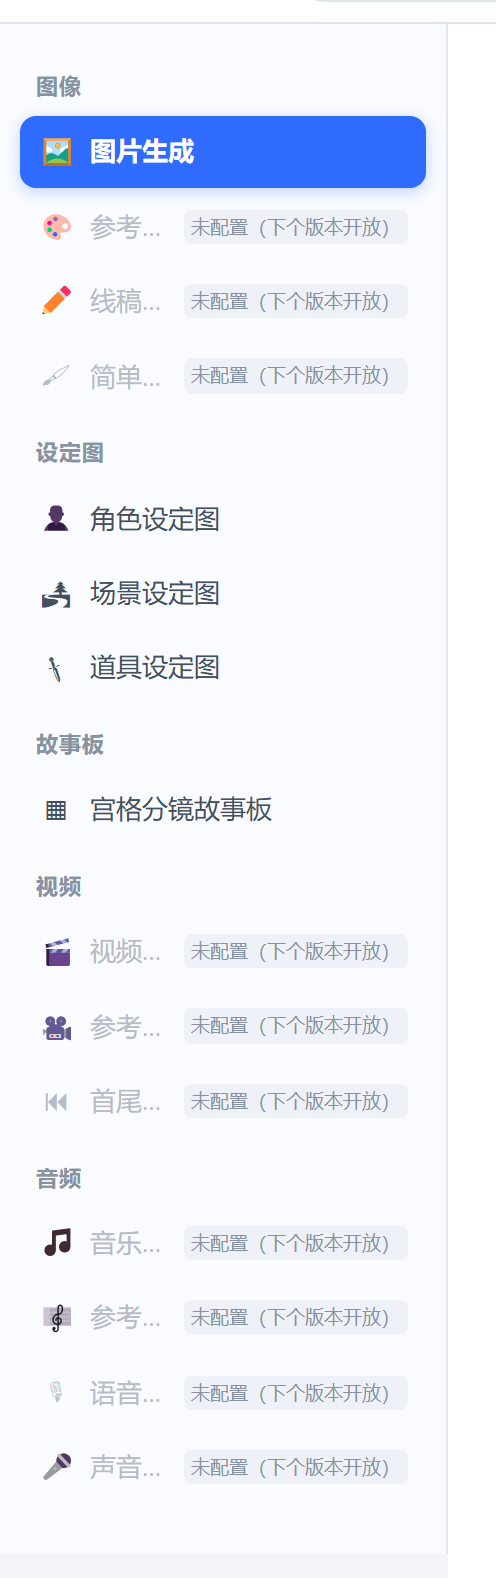 图像
图片生成
参考... 未配置（下个版本开放）
线稿... 未配置（下个版本开放）
简单... 未配置（下个版本开放）
设定图
角色设定图
场景设定图
道具设定图
故事板
宫格分镜故事板
视频
视频... 未配置（下个版本开放）
参考... 未配置（下个版本开放）
首尾... 未配置（下个版本开放）
音频
音乐... 未配置（下个版本开放）
参考... 未配置（下个版本开放）
语音... 未配置（下个版本开放）
声音... 未配置（下个版本开放）